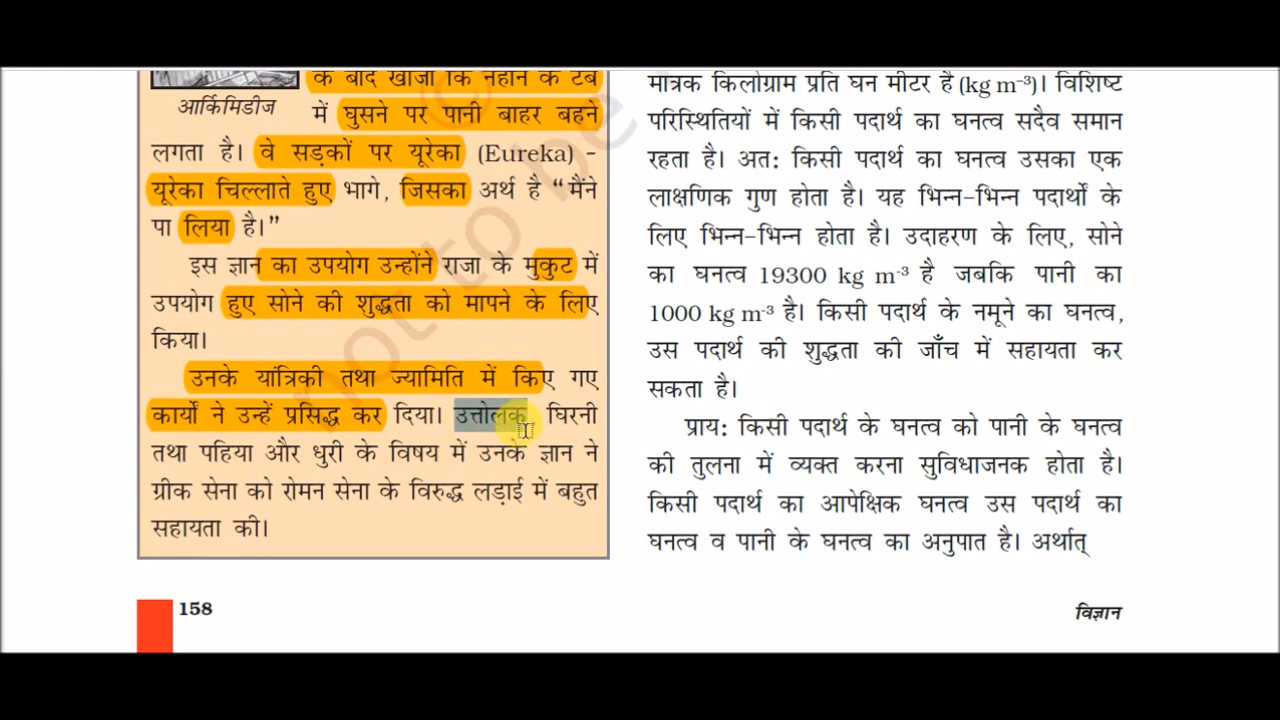 के बाद खोजा कि नहाने के टब
आर्किमिडीज
में घुसने पर पानी बाहर बहने
लगता है। वे सड़कों पर यूरेका (Eureka) –
यूरेका चिल्लाते हुए भागे, जिसका अर्थ है “मैंने
पा लिया है।”
इस ज्ञान का उपयोग उन्होंने राजा के मुकुट में
उपयोग हुए सोने की शुद्धता को मापने के लिए
किया।
उनके यांत्रिकी तथा ज्यामिति में किए गए
कार्यों ने उन्हें प्रसिद्ध कर दिया। उत्तोलक घिरनी
तथा पहिया और धुरी के विषय में उनके ज्ञान ने
ग्रीक सेना को रोमन सेना के विरुद्ध लड़ाई में बहुत
सहायता की।
मात्रक किलोग्राम प्रति घन मीटर है (kg m⁻³)। विशिष्ट
परिस्थितियों में किसी पदार्थ का घनत्व सदैव समान
रहता है। अत: किसी पदार्थ का घनत्व उसका एक
लाक्षणिक गुण होता है। यह भिन्न-भिन्न पदार्थों के
लिए भिन्न-भिन्न होता है। उदाहरण के लिए, सोने
का घनत्व 19300 kg m⁻³ है जबकि पानी का
1000 kg m⁻³ है। किसी पदार्थ के नमूने का घनत्व,
उस पदार्थ की शुद्धता की जाँच में सहायता कर
सकता है।
प्राय: किसी पदार्थ के घनत्व को पानी के घनत्व
की तुलना में व्यक्त करना सुविधाजनक होता है।
किसी पदार्थ का आपेक्षिक घनत्व उस पदार्थ का
घनत्व व पानी के घनत्व का अनुपात है। अर्थात्
158
विज्ञान
not to be